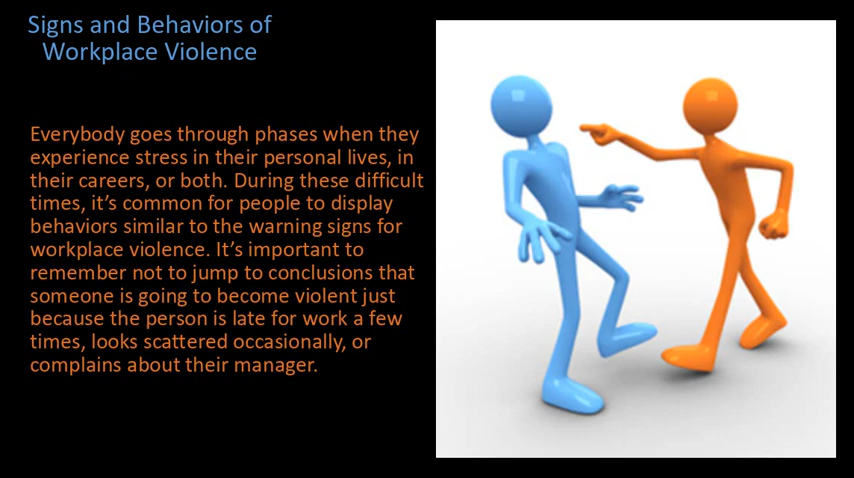 Signs and Behaviors of
Workplace Violence
Everybody goes through phases when they
experience stress in their personal lives, in
their careers, or both. During these difficult
times, it’s common for people to display
behaviors similar to the warning signs for
workplace violence. It’s important to
remember not to jump to conclusions that
someone is going to become violent just
because the person is late for work a few
times, looks scattered occasionally, or
complains about their manager.